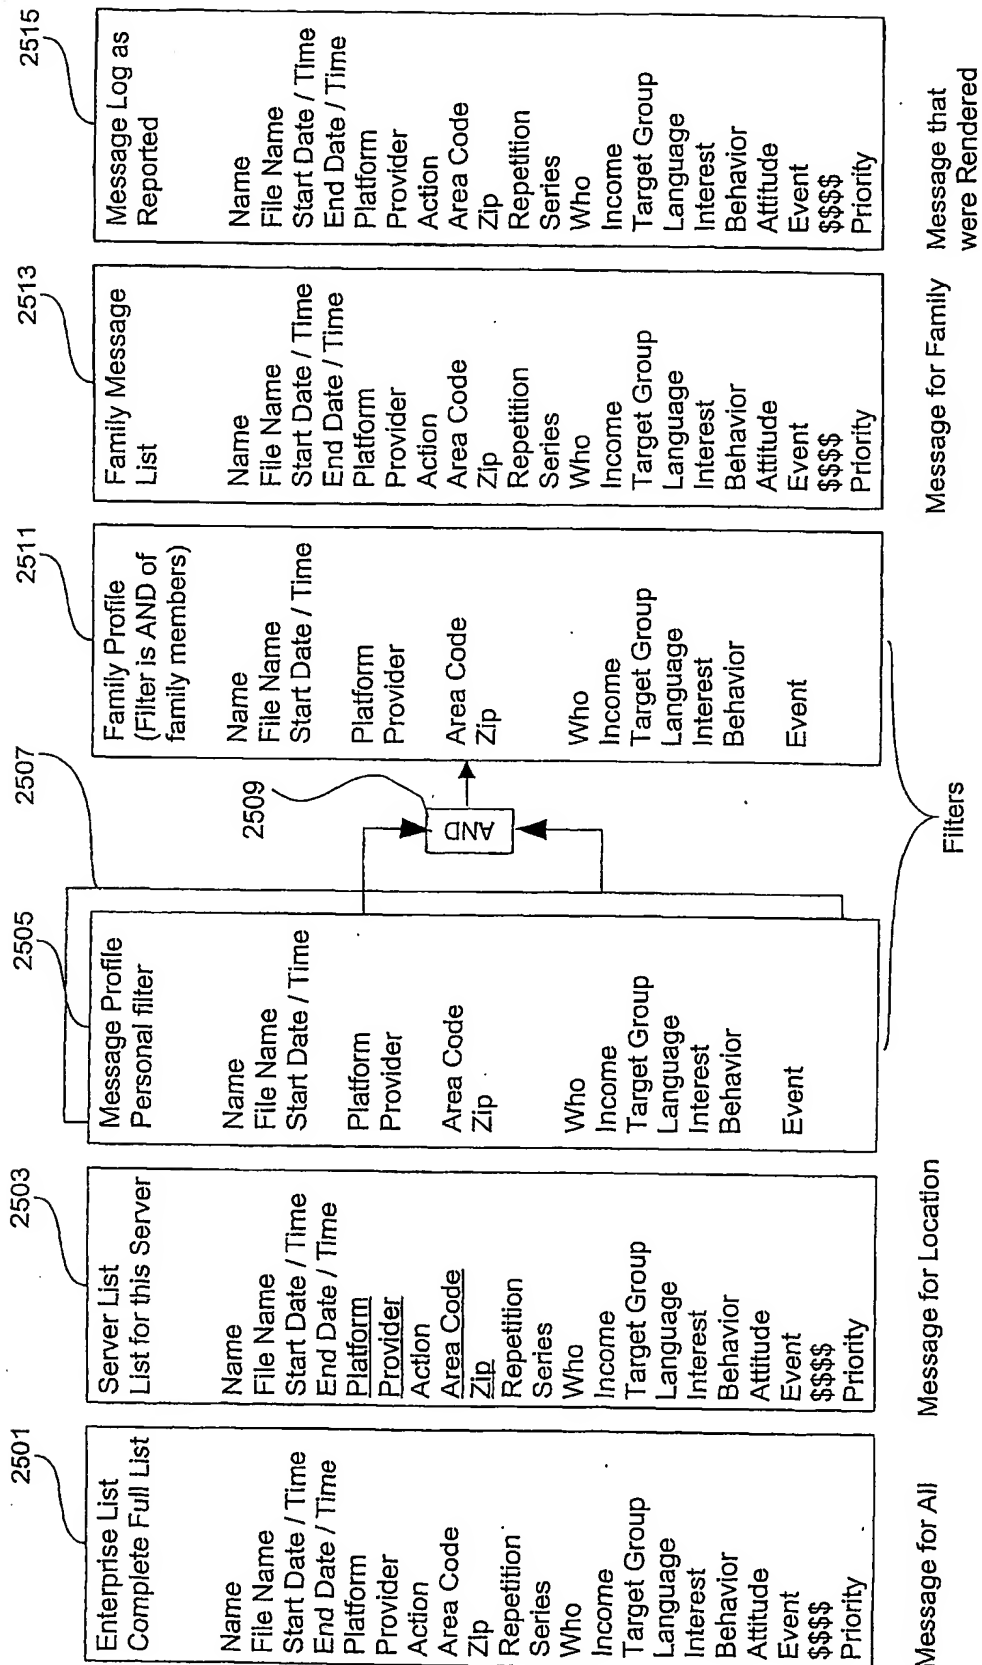 2501
Enterprise List
Complete Full List
Name
File Name
Start Date / Time
End Date / Time
Platform
Provider
Action
Area Code
Zip
Repetition
Series
Who
Income
Target Group
Language
Interest
Behavior
Attitude
Event
$$$$
Priority
Message for All
2503
Server List
List for this Server
Name
File Name
Start Date / Time
End Date / Time
Platform
Provider
Action
Area Code
Zip
Repetition
Series
Who
Income
Target Group
Language
Interest
Behavior
Attitude
Event
$$$$
Priority
Message for Location
2505
2507
Message Profile
Personal filter
Name
File Name
Start Date / Time
Platform
Provider
Area Code
Zip
Who
Income
Target Group
Language
Interest
Behavior
Event
2509
AND
2511
Family Profile
(Filter is AND of
family members)
Name
File Name
Start Date / Time
Platform
Provider
Area Code
Zip
Who
Income
Target Group
Language
Interest
Behavior
Event
Filters
2513
Family Message
List
Name
File Name
Start Date / Time
End Date / Time
Platform
Provider
Action
Area Code
Zip
Repetition
Series
Who
Income
Target Group
Language
Interest
Behavior
Attitude
Event
$$$$
Priority
Message for Family
2515
Message Log as
Reported
Name
File Name
Start Date / Time
End Date / Time
Platform
Provider
Action
Area Code
Zip
Repetition
Series
Who
Income
Target Group
Language
Interest
Behavior
Attitude
Event
$$$$
Priority
Message that
were Rendered